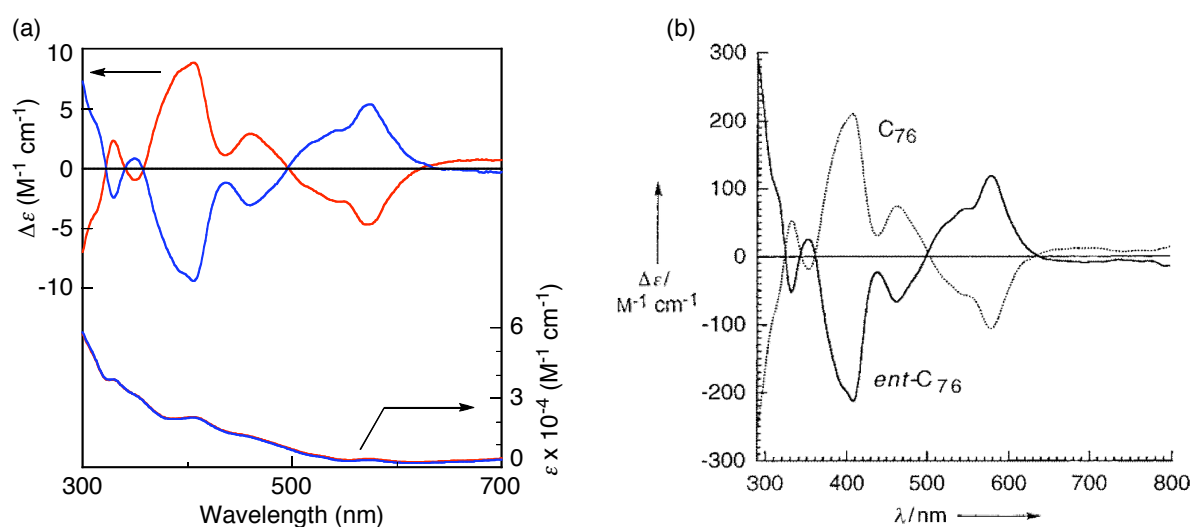 (a)
10
5
0
-5
-10
Δε (M⁻¹ cm⁻¹)
6
3
0
ε x 10⁻⁴ (M⁻¹ cm⁻¹)
300
500
700
Wavelength (nm)
(b)
300
200
100
0
-100
-200
-300
Δε/
M⁻¹ cm⁻¹
C₇₆
ent-C₇₆
300 400 500 600 700 800
λ/nm